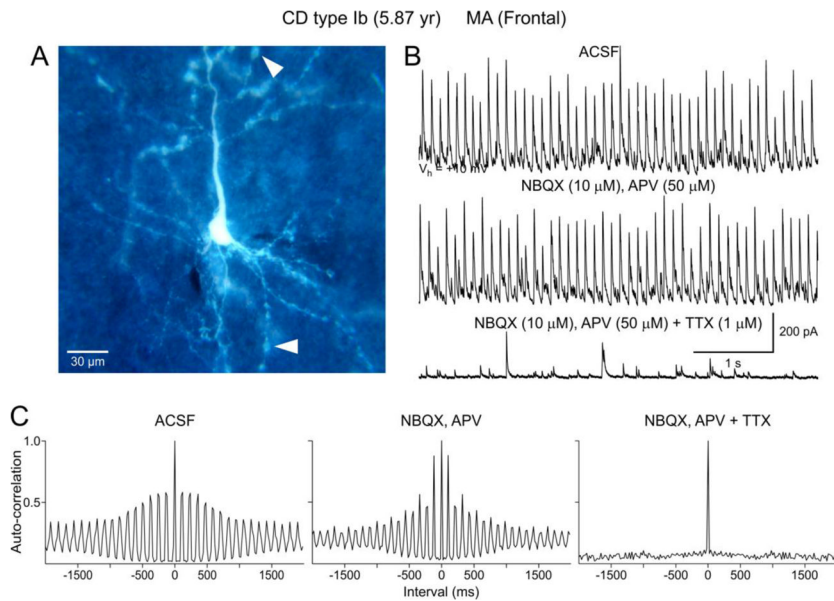 CD type Ib (5.87 yr) MA (Frontal)
A
30 µm
B
ACSF
Vh = +10 mV
NBQX (10 µM), APV (50 µM)
NBQX (10 µM), APV (50 µM) + TTX (1 µM)
200 pA
1 s
C
ACSF
NBQX, APV
NBQX, APV + TTX
Auto-correlation
1.0
0.5
-1500 -500 0 500 1500
-1500 -500 0 500 1500
-1500 -500 0 500 1500
Interval (ms)